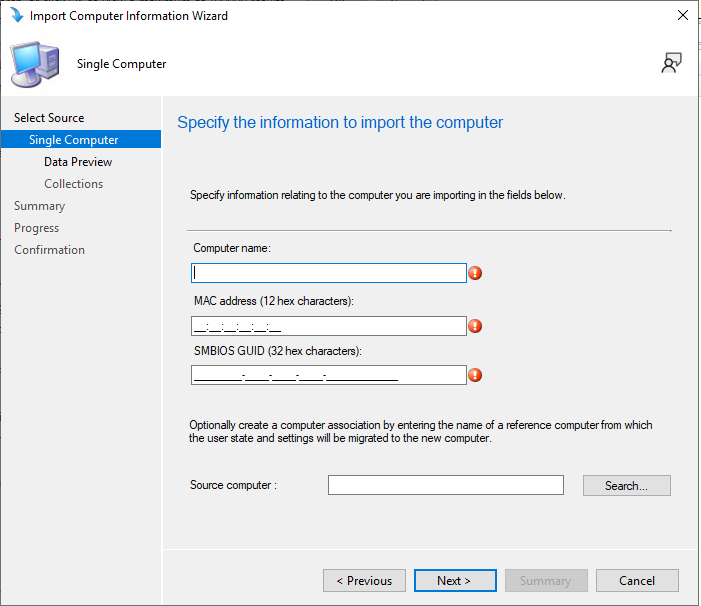 Import Computer Information Wizard
Single Computer
Select Source
Single Computer
Data Preview
Collections
Summary
Progress
Confirmation
Specify the information to import the computer
Specify information relating to the computer you are importing in the fields below.
Computer name:
MAC address (12 hex characters):
__:__:__:__:__:__
SMBIOS GUID (32 hex characters):
________-____-____-____-____________
Optionally create a computer association by entering the name of a reference computer from which
the user state and settings will be migrated to the new computer.
Source computer :
Search...
< Previous
Next >
Summary
Cancel